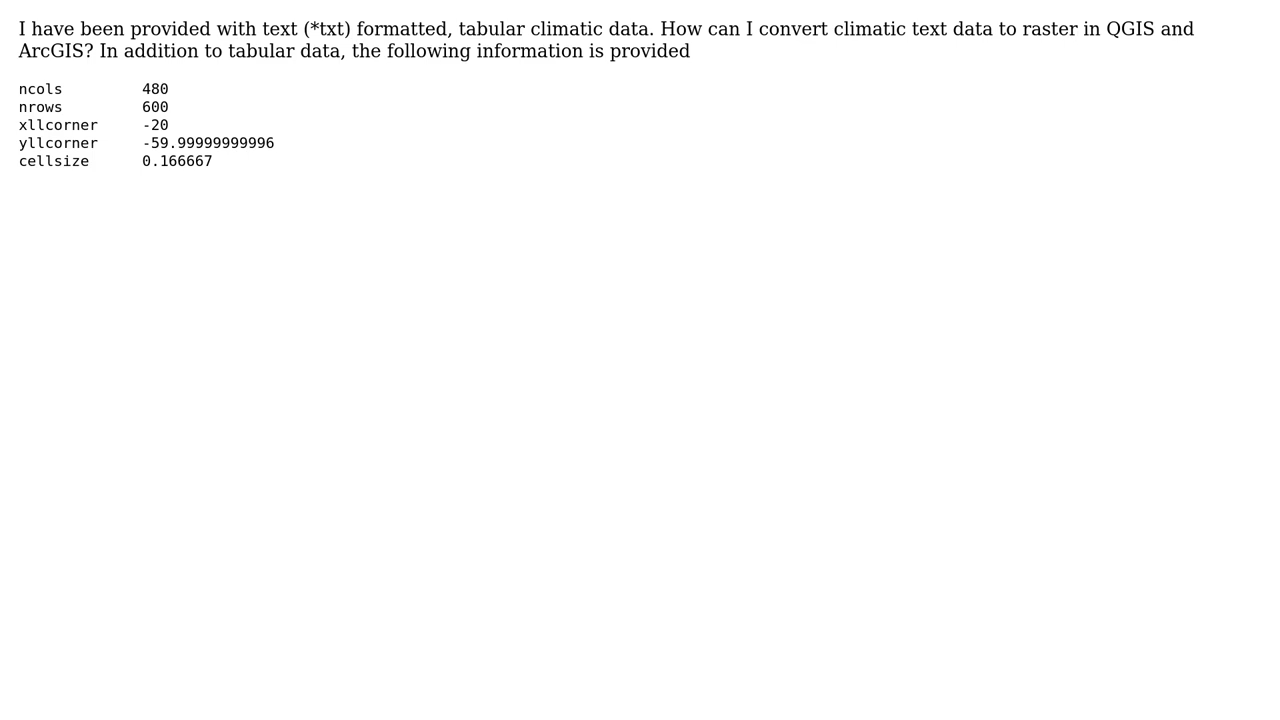 I have been provided with text (*txt) formatted, tabular climatic data. How can I convert climatic text data to raster in QGIS and
ArcGIS? In addition to tabular data, the following information is provided
ncols         480
nrows         600
xllcorner     -20
yllcorner     -59.99999999996
cellsize      0.166667